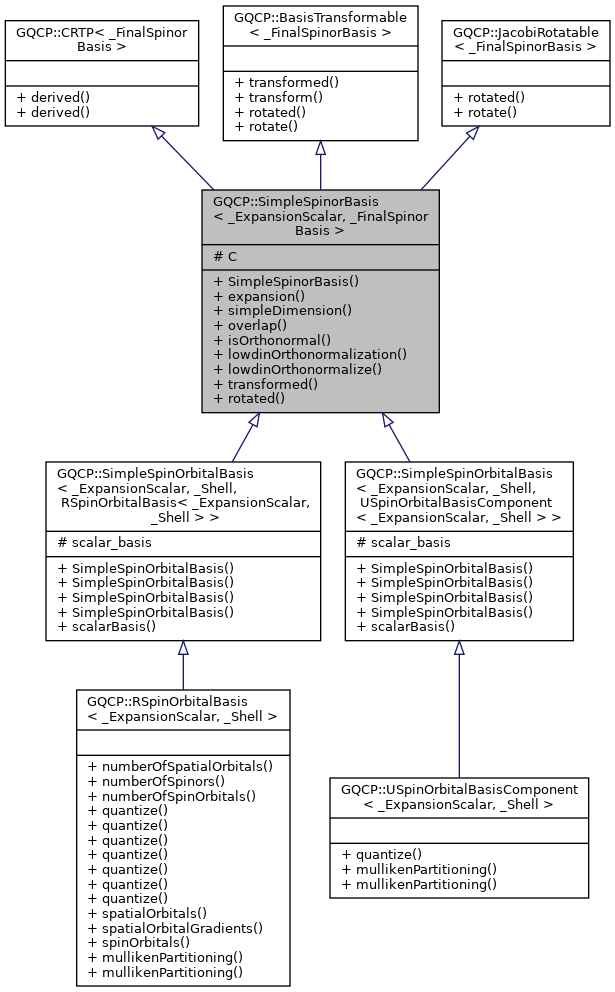 GQCP::CRTP< _FinalSpinor
Basis >
+ derived()
+ derived()
GQCP::BasisTransformable
< _FinalSpinorBasis >
+ transformed()
+ transform()
+ rotated()
+ rotate()
GQCP::JacobiRotatable
< _FinalSpinorBasis >
+ rotated()
+ rotate()
GQCP::SimpleSpinorBasis
< _ExpansionScalar, _FinalSpinor
Basis >
# C
+ SimpleSpinorBasis()
+ expansion()
+ simpleDimension()
+ overlap()
+ isOrthonormal()
+ lowdinOrthonormalization()
+ lowdinOrthonormalize()
+ transformed()
+ rotated()
GQCP::SimpleSpinOrbitalBasis
< _ExpansionScalar, _Shell,
RSpinOrbitalBasis< _ExpansionScalar,
_Shell > >
# scalar_basis
+ SimpleSpinOrbitalBasis()
+ SimpleSpinOrbitalBasis()
+ SimpleSpinOrbitalBasis()
+ SimpleSpinOrbitalBasis()
+ scalarBasis()
GQCP::SimpleSpinOrbitalBasis
< _ExpansionScalar, _Shell,
USpinOrbitalBasisComponent
< _ExpansionScalar, _Shell > >
# scalar_basis
+ SimpleSpinOrbitalBasis()
+ SimpleSpinOrbitalBasis()
+ SimpleSpinOrbitalBasis()
+ SimpleSpinOrbitalBasis()
+ scalarBasis()
GQCP::RSpinOrbitalBasis
< _ExpansionScalar, _Shell >
+ numberOfSpatialOrbitals()
+ numberOfSpinors()
+ numberOfSpinOrbitals()
+ quantize()
+ quantize()
+ quantize()
+ quantize()
+ quantize()
+ quantize()
+ quantize()
+ spatialOrbitals()
+ spatialOrbitalGradients()
+ spinOrbitals()
+ mullikenPartitioning()
+ mullikenPartitioning()
GQCP::USpinOrbitalBasisComponent
< _ExpansionScalar, _Shell >
+ quantize()
+ mullikenPartitioning()
+ mullikenPartitioning()